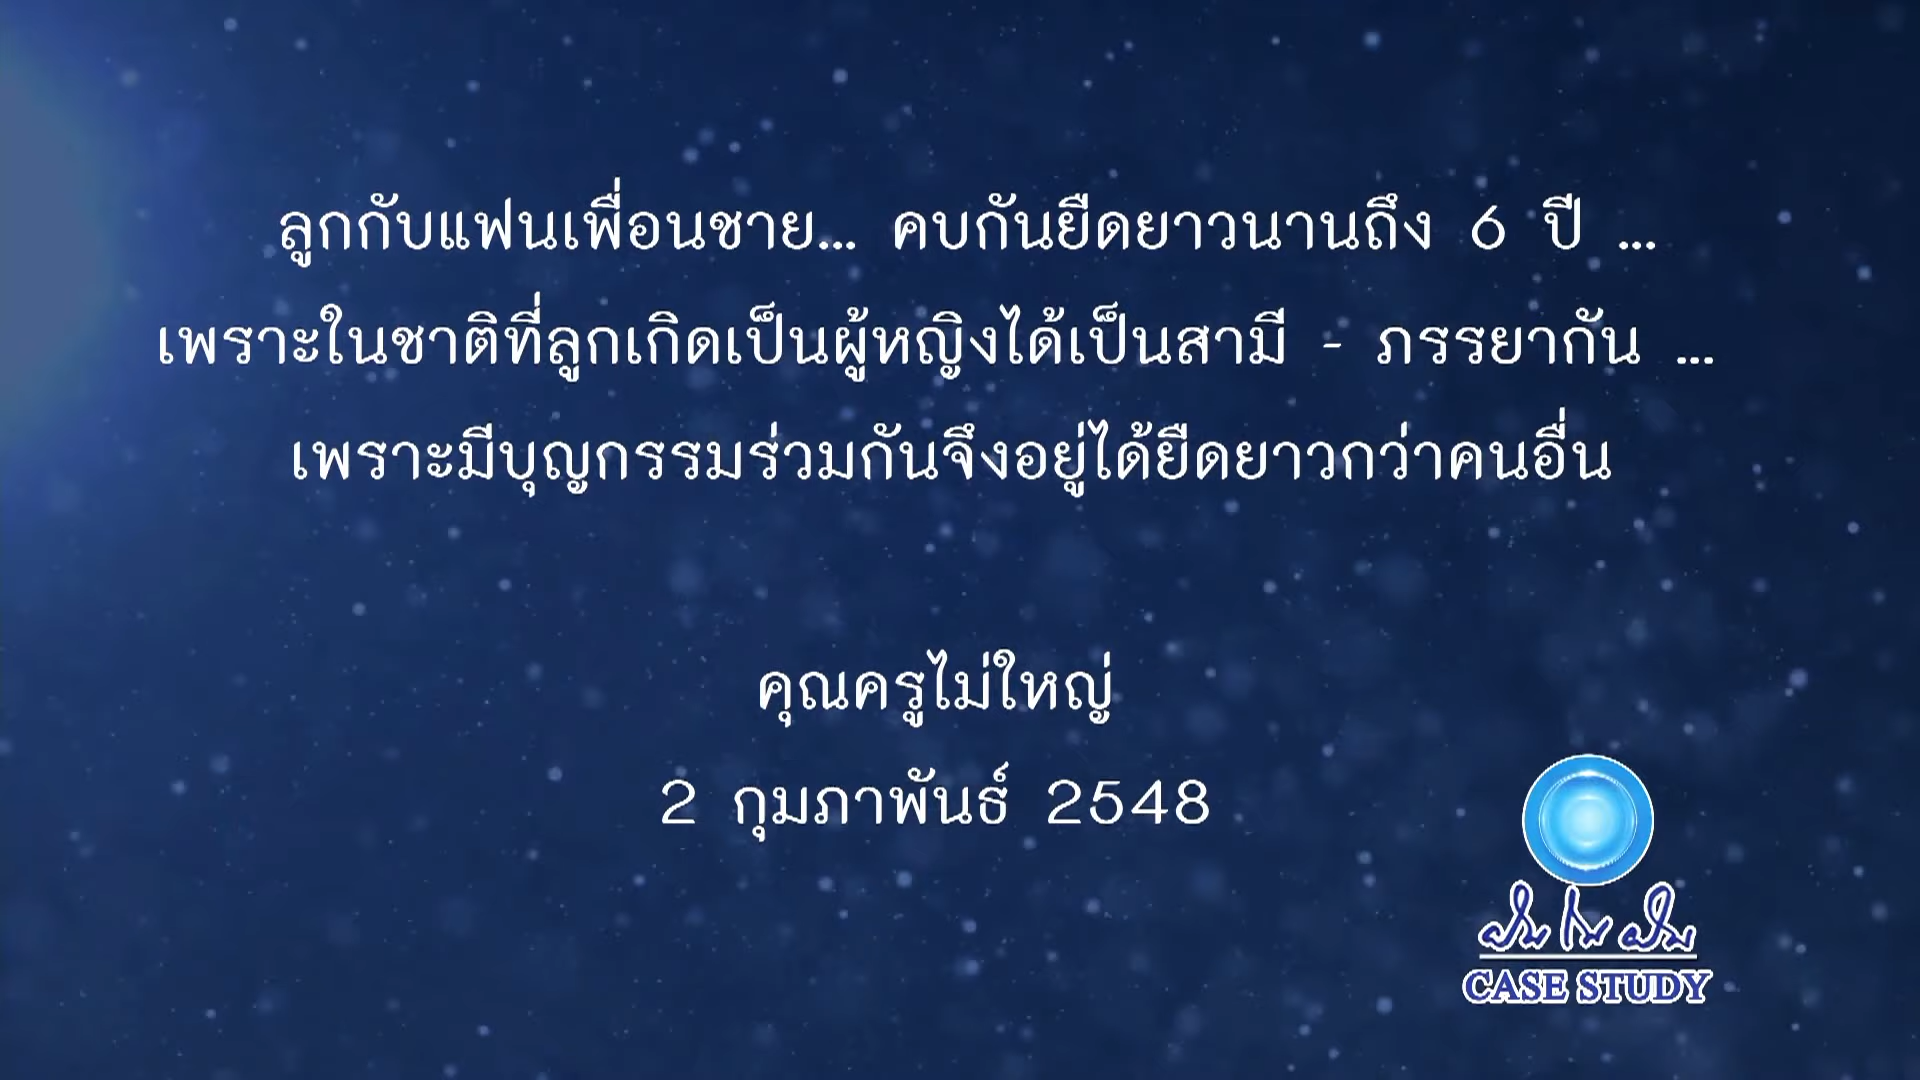 ลูกกับแฟนเพื่อนชาย... คบกันยืดยาวนานถึง 6 ปี ...
เพราะในชาติที่ลูกเกิดเป็นผู้หญิงได้เป็นสามี - ภรรยากัน ...
เพราะมีบุญกรรมร่วมกันจึงอยู่ได้ยืดยาวกว่าคนอื่น
คุณครูไม่ใหญ่
2 กุมภาพันธ์ 2548
ฝันในฝัน
CASE STUDY